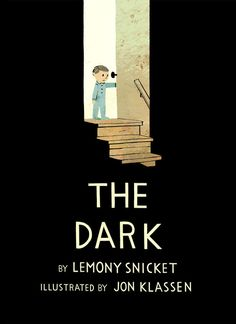 THE
DARK
BY LEMONY SNICKET
ILLUSTRATED BY JON KLASSEN